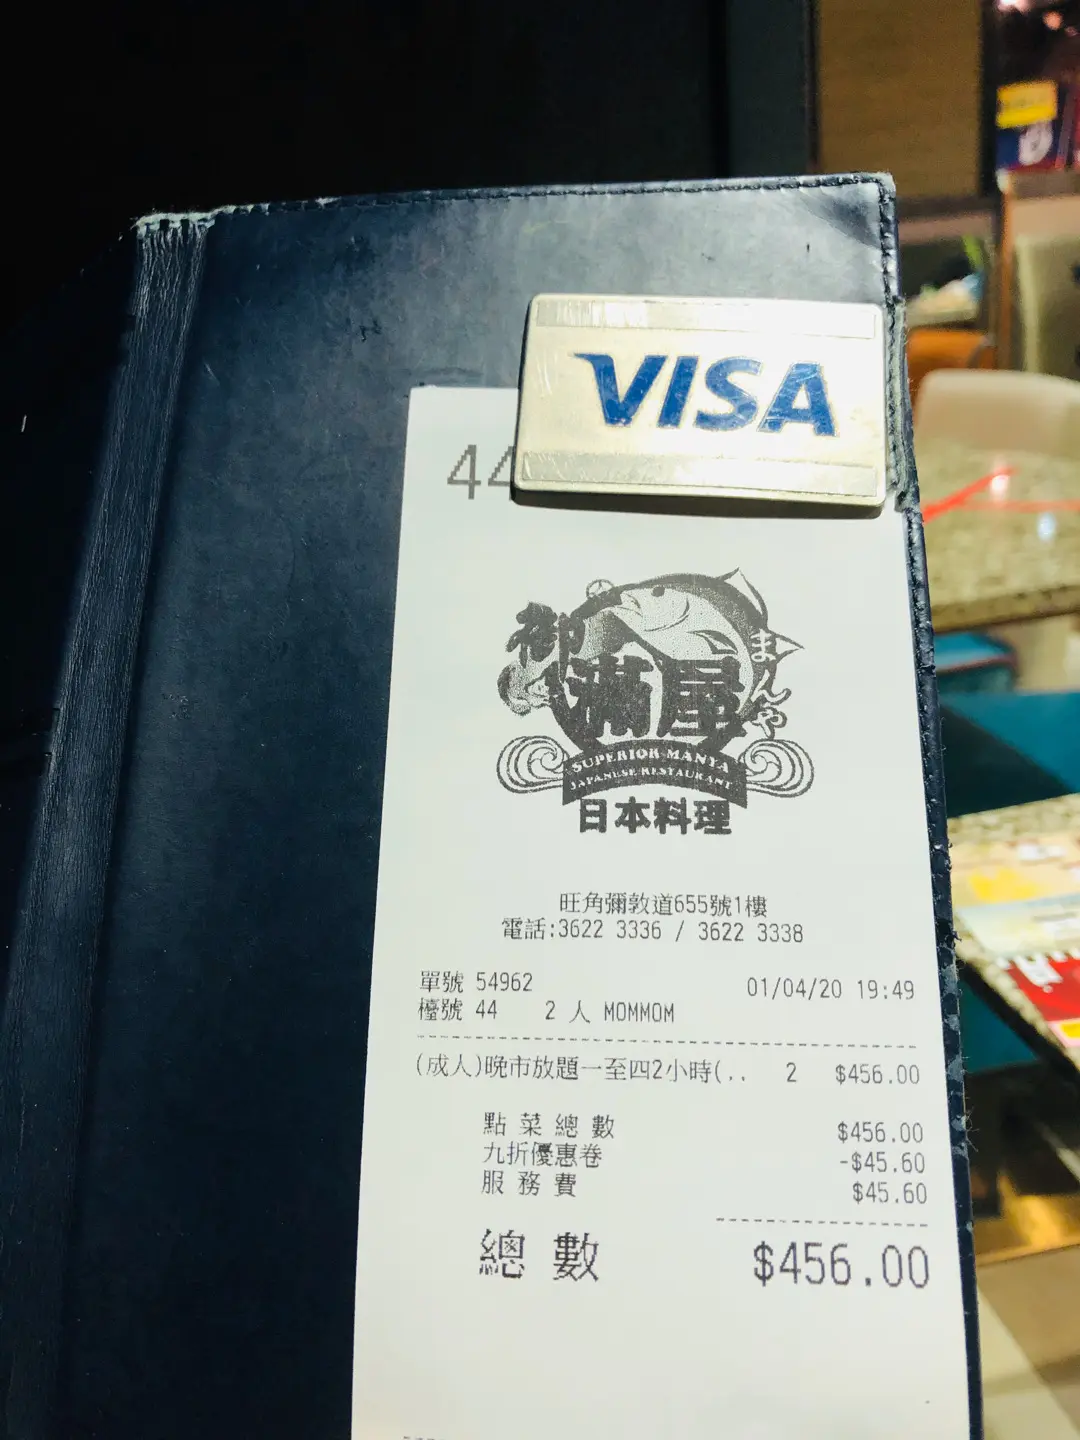 VISA
44
御滿屋
まんや
SUPERIOR MANYA
JAPANESE RESTAURANT
日本料理
旺角彌敦道655號1樓
電話:3622 3336 / 3622 3338
單號 54962 01/04/20 19:49
檯號 44 2 人 MOMMOM
(成人)晚市放題一至四2小時(.. 2 $456.00
點菜總數 $456.00
九折優惠卷 -$45.60
服務費 $45.60
總數 $456.00